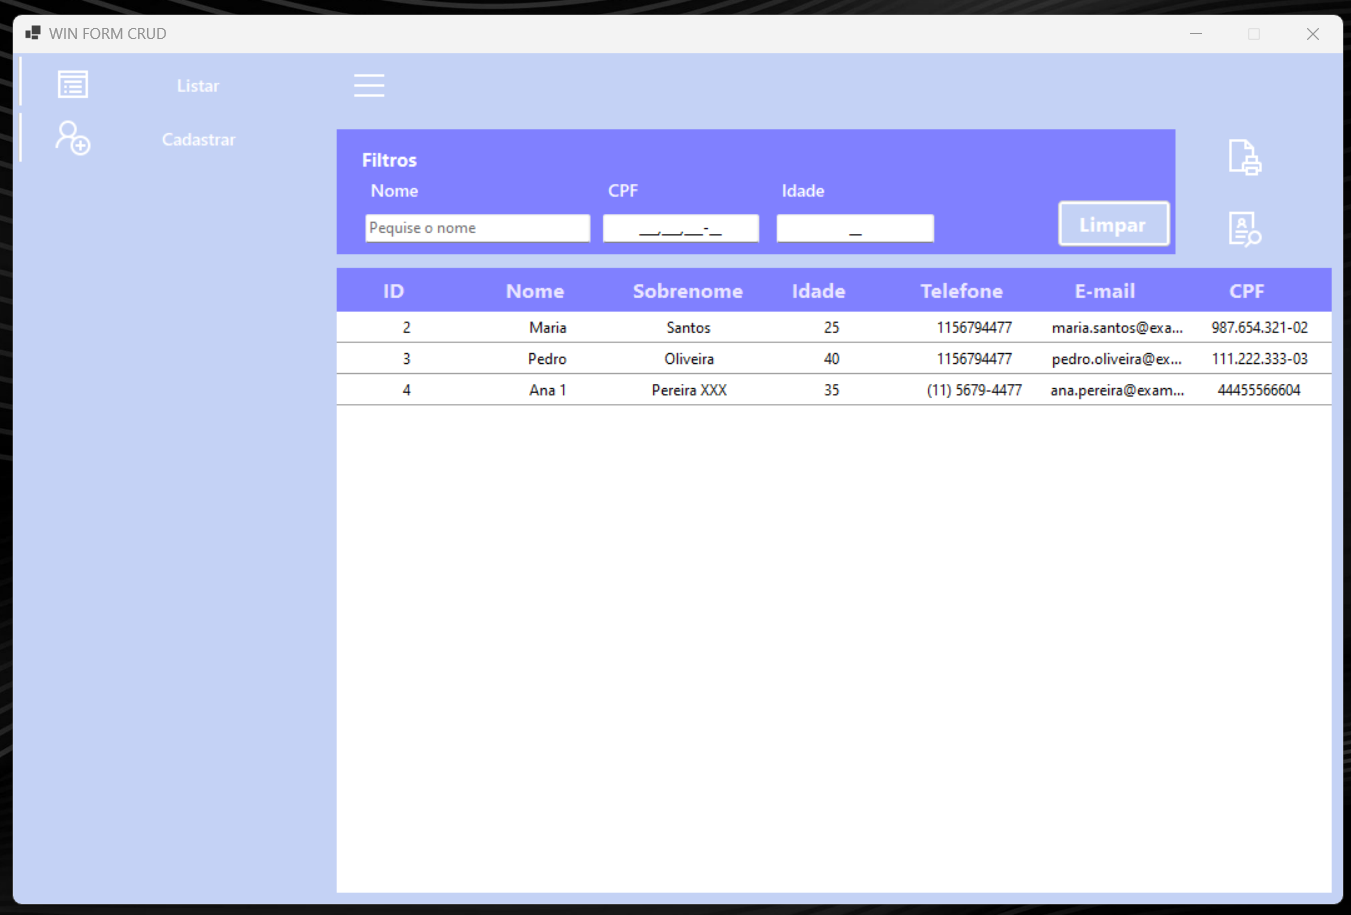 WIN FORM CRUD
Listar
Cadastrar
Filtros
Nome CPF Idade
Pequise o nome ___,___,___-__ __ Limpar
ID Nome Sobrenome Idade Telefone E-mail CPF
2 Maria Santos 25 1156794477 maria.santos@exa... 987.654.321-02
3 Pedro Oliveira 40 1156794477 pedro.oliveira@ex... 111.222.333-03
4 Ana 1 Pereira XXX 35 (11) 5679-4477 ana.pereira@exam... 44455566604